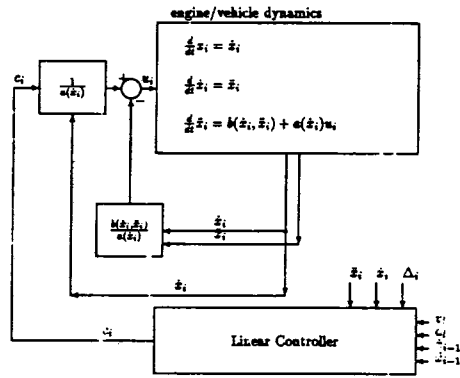 engine/vehicle dynamics
d/dt x_i = ẋ_i
c_i
1/a(ẋ_i)
+
u_i
−
d/dt ẋ_i = ẍ_i
d/dt ẍ_i = b(ẋ_i, ẍ_i) + a(ẋ_i)u_i
b(ẋ_i, ẍ_i)/a(ẋ_i)
ẋ_i
ẍ_i
ẋ_i
ẍ_i ẋ_i Δ_i
c_i
Linear Controller